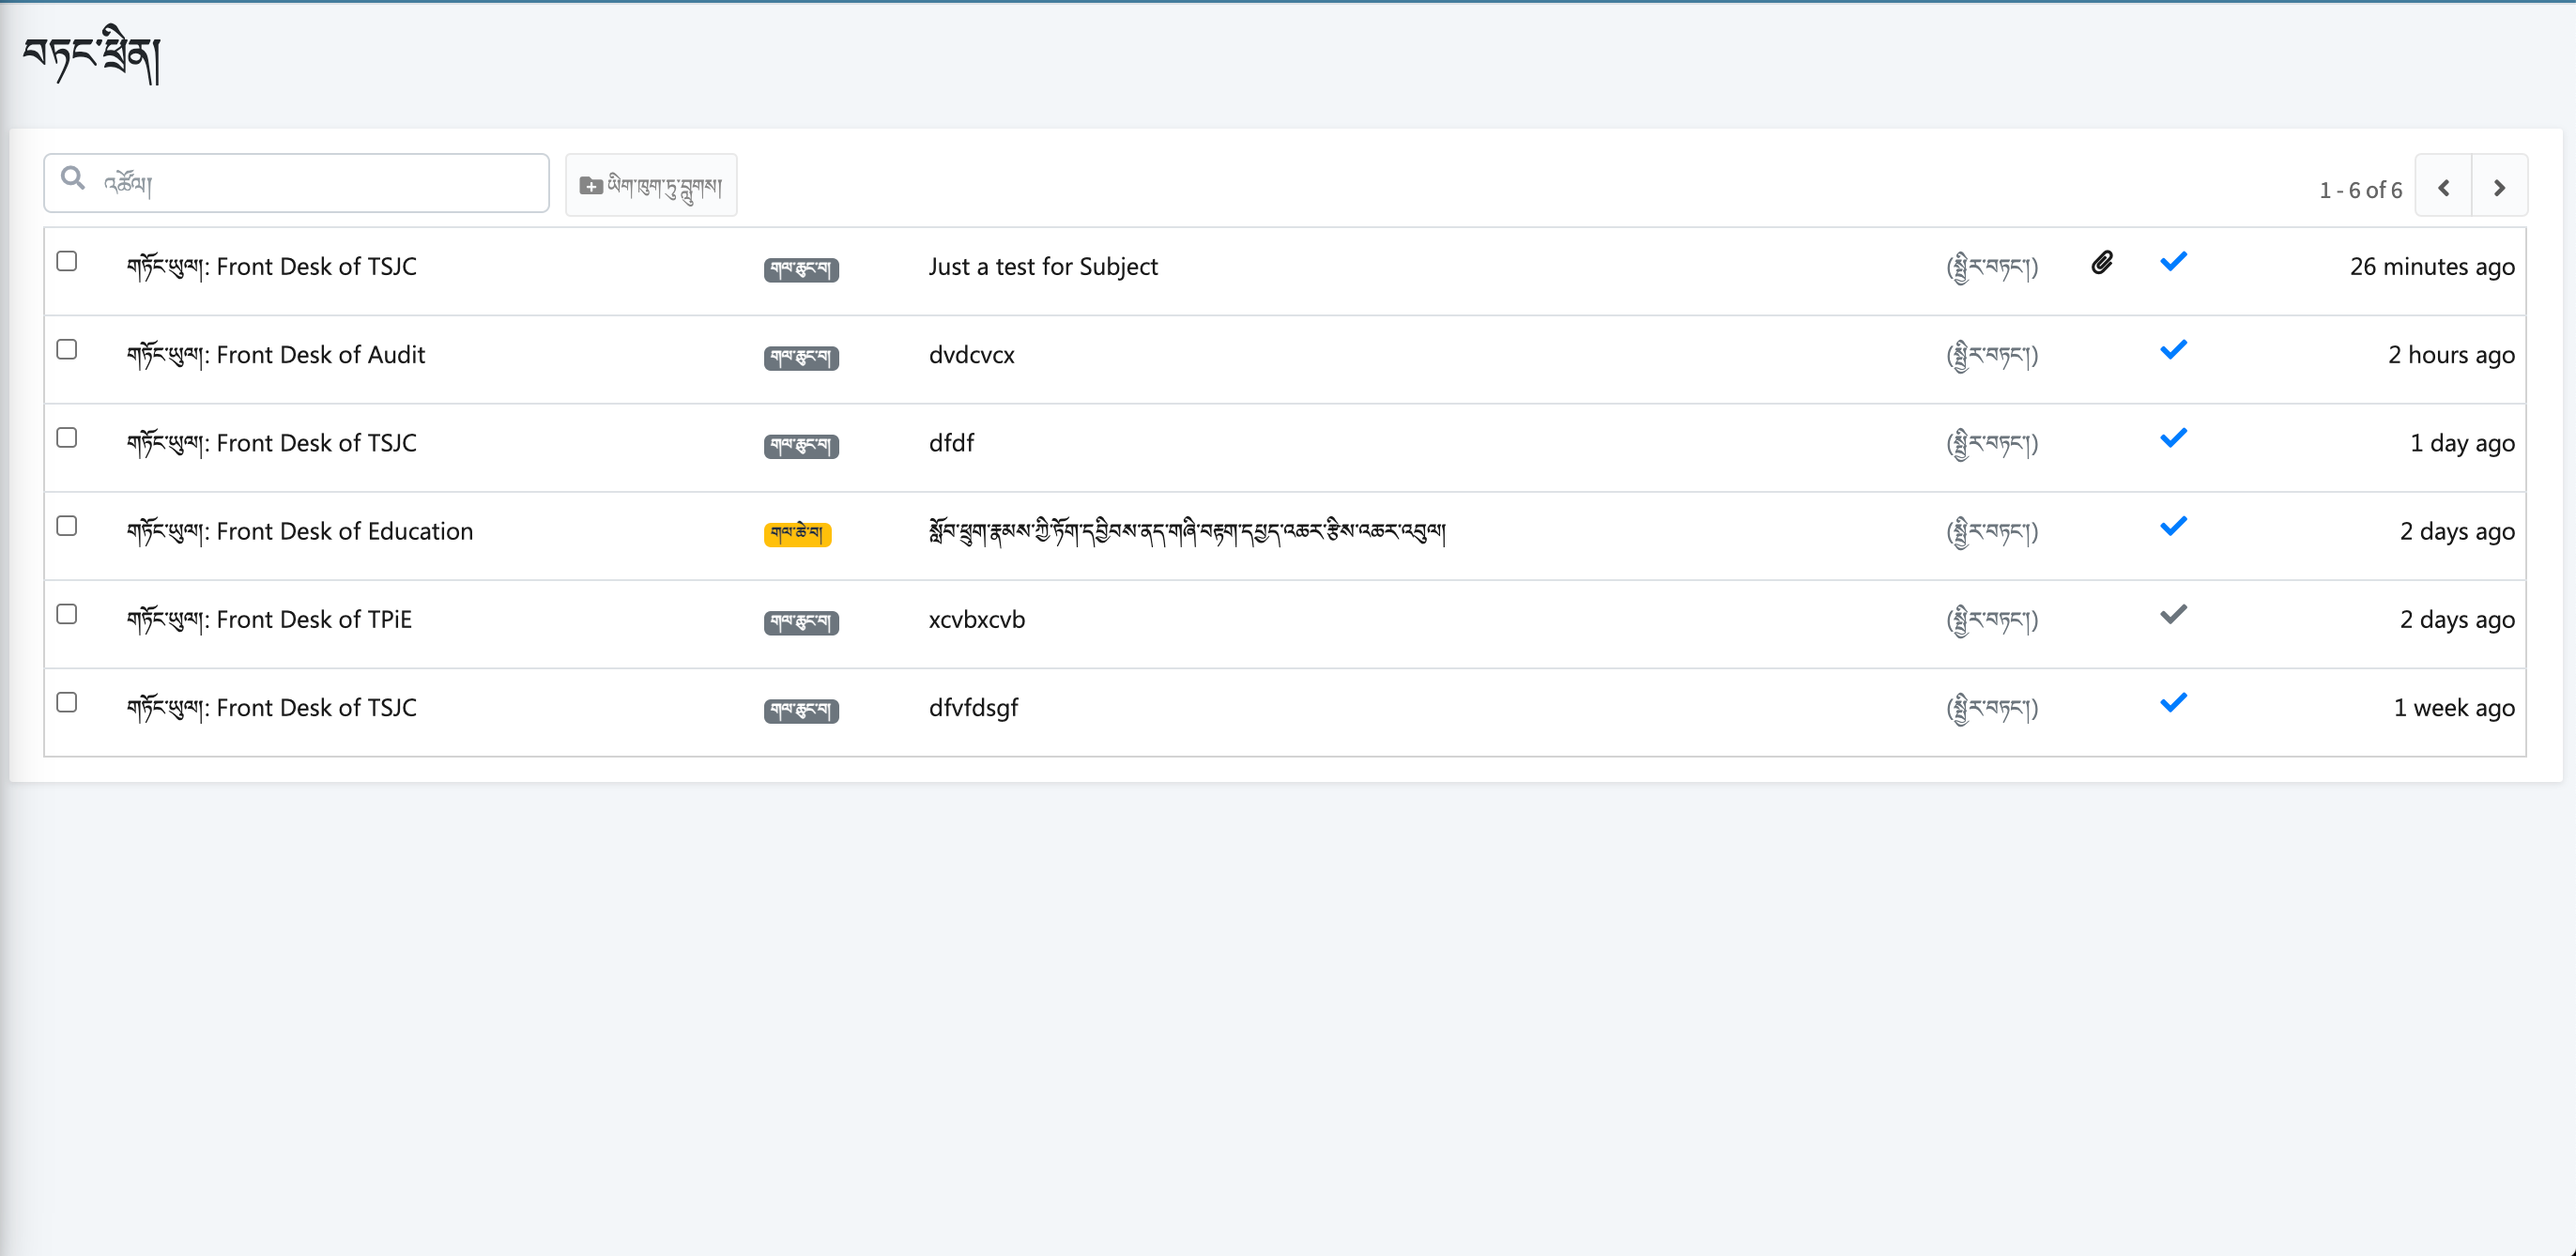 བཏང་ཕྲིན།
འཚོལ།
ཡིག་ཁུག་ཏུ་བླུགས།
1 - 6 of 6
གཏོང་ཡུལ།: Front Desk of TSJC གལ་ཆུང་བ། Just a test for Subject (སྤྱིར་བཏང་།) 26 minutes ago
གཏོང་ཡུལ།: Front Desk of Audit གལ་ཆུང་བ། dvdcvcx (སྤྱིར་བཏང་།) 2 hours ago
གཏོང་ཡུལ།: Front Desk of TSJC གལ་ཆུང་བ། dfdf (སྤྱིར་བཏང་།) 1 day ago
གཏོང་ཡུལ།: Front Desk of Education གལ་ཆེ་བ། སློབ་ཕྲུག་རྣམས་ཀྱི་ཏོག་དབྱིབས་ནད་གཞི་བརྟག་དཔྱད་འཆར་རྩིས་འཆར་འབུལ། (སྤྱིར་བཏང་།) 2 days ago
གཏོང་ཡུལ།: Front Desk of TPiE གལ་ཆུང་བ། xcvbxcvb (སྤྱིར་བཏང་།) 2 days ago
གཏོང་ཡུལ།: Front Desk of TSJC གལ་ཆུང་བ། dfvfdsgf (སྤྱིར་བཏང་།) 1 week ago